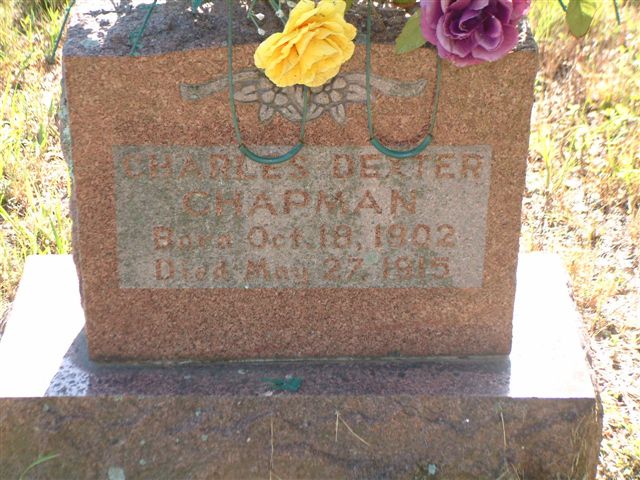 CHARLES DEXTER
CHAPMAN
Born Oct. 18, 1902
Died May 27, 1915